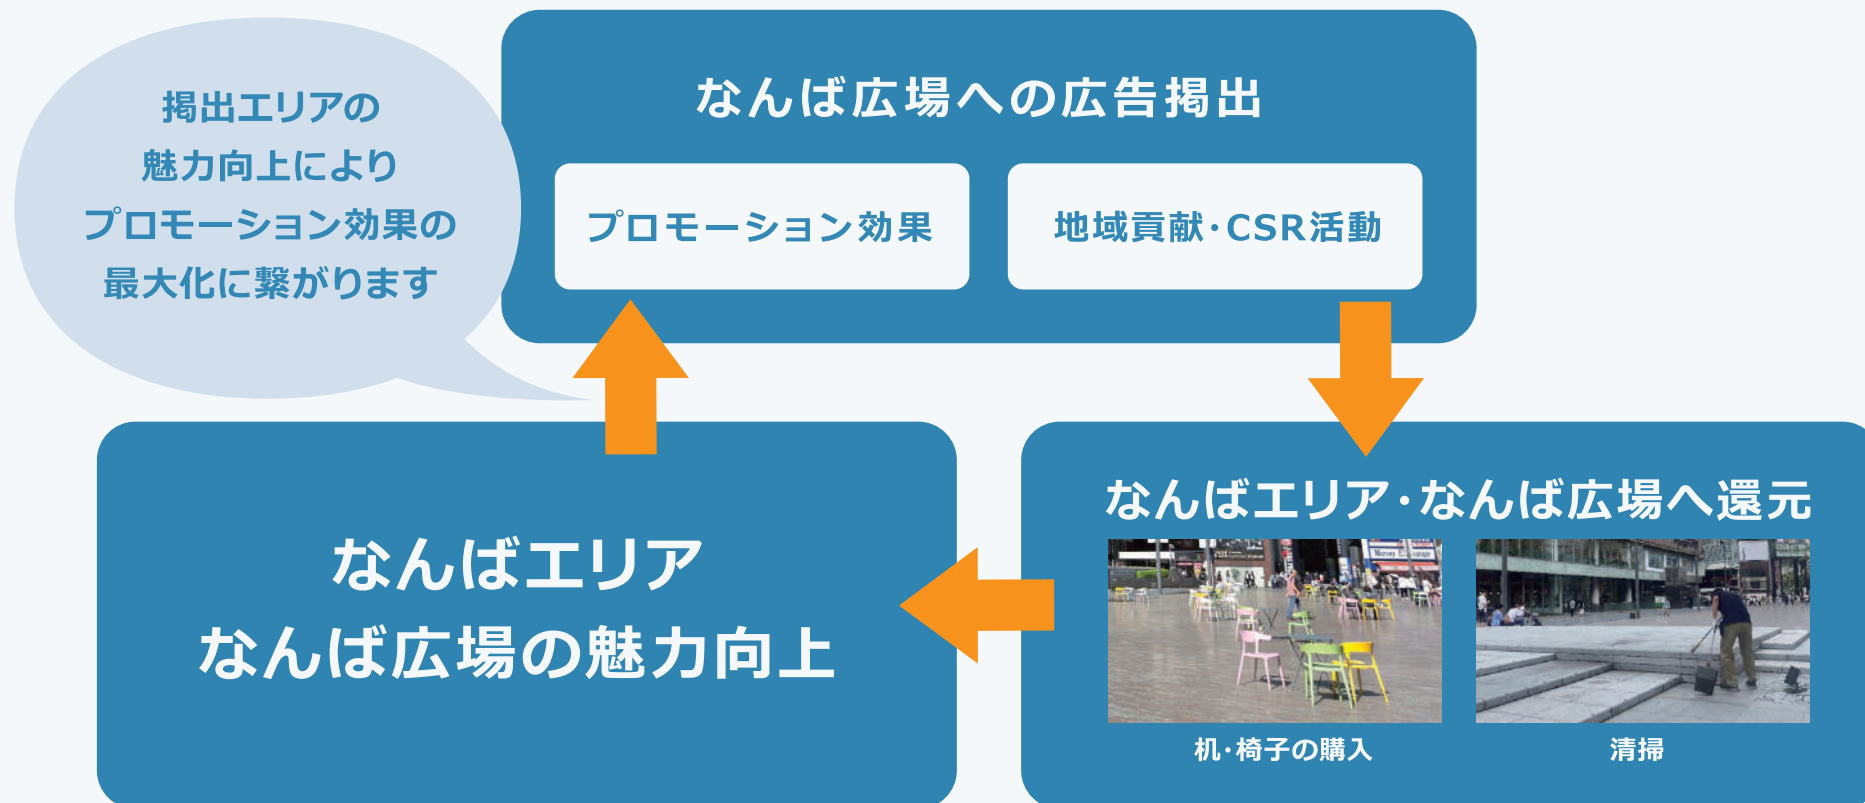 掲出エリアの
魅力向上により
プロモーション効果の
最大化に繋がります
なんば広場への広告掲出
プロモーション効果
地域貢献・CSR活動
なんばエリア
なんば広場の魅力向上
なんばエリア・なんば広場へ還元
机・椅子の購入
清掃